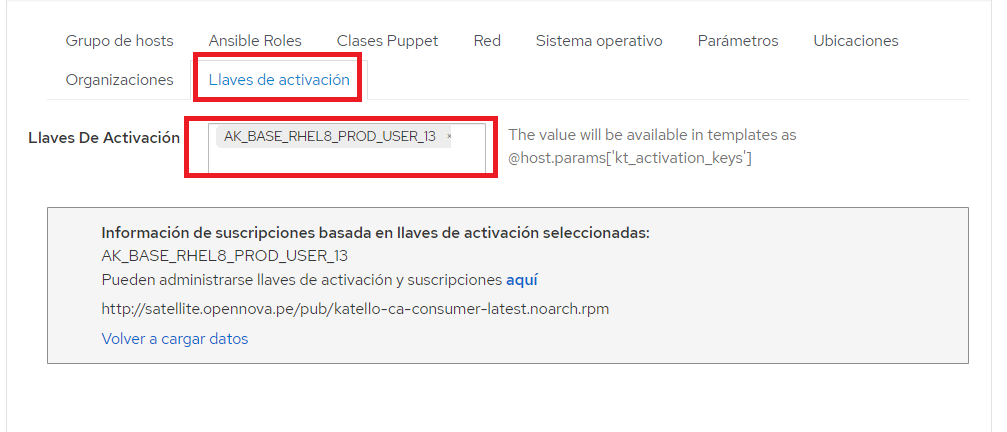 Grupo de hosts Ansible Roles Clases Puppet Red Sistema operativo Parámetros Ubicaciones
Organizaciones Llaves de activación
Llaves De Activación AK_BASE_RHEL8_PROD_USER_13 × The value will be available in templates as
@host.params['kt_activation_keys']
Información de suscripciones basada en llaves de activación seleccionadas:
AK_BASE_RHEL8_PROD_USER_13
Pueden administrarse llaves de activación y suscripciones aquí
http://satellite.opennova.pe/pub/katello-ca-consumer-latest.noarch.rpm
Volver a cargar datos